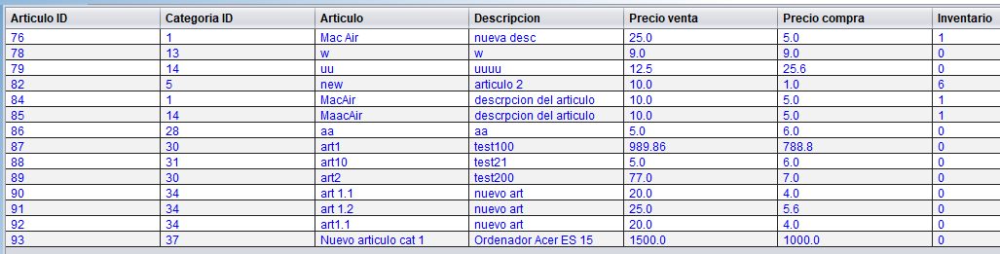 Articulo ID Categoria ID Articulo Descripcion Precio venta Precio compra Inventario
76 1 Mac Air nueva desc 25.0 5.0 1
78 13 w w 9.0 9.0 0
79 14 uu uuuu 12.5 25.6 0
82 5 new articulo 2 10.0 1.0 6
84 1 MacAir descrpcion del articulo 10.0 5.0 1
85 14 MaacAir descrpcion del articulo 10.0 5.0 1
86 28 aa aa 5.0 6.0 0
87 30 art1 test100 989.86 788.8 0
88 31 art10 test21 5.0 6.0 0
89 30 art2 test200 77.0 7.0 0
90 34 art 1.1 nuevo art 20.0 4.0 0
91 34 art 1.2 nuevo art 25.0 5.6 0
92 34 art1.1 nuevo art 20.0 4.0 0
93 37 Nuevo articulo cat 1 Ordenador Acer ES 15 1500.0 1000.0 0